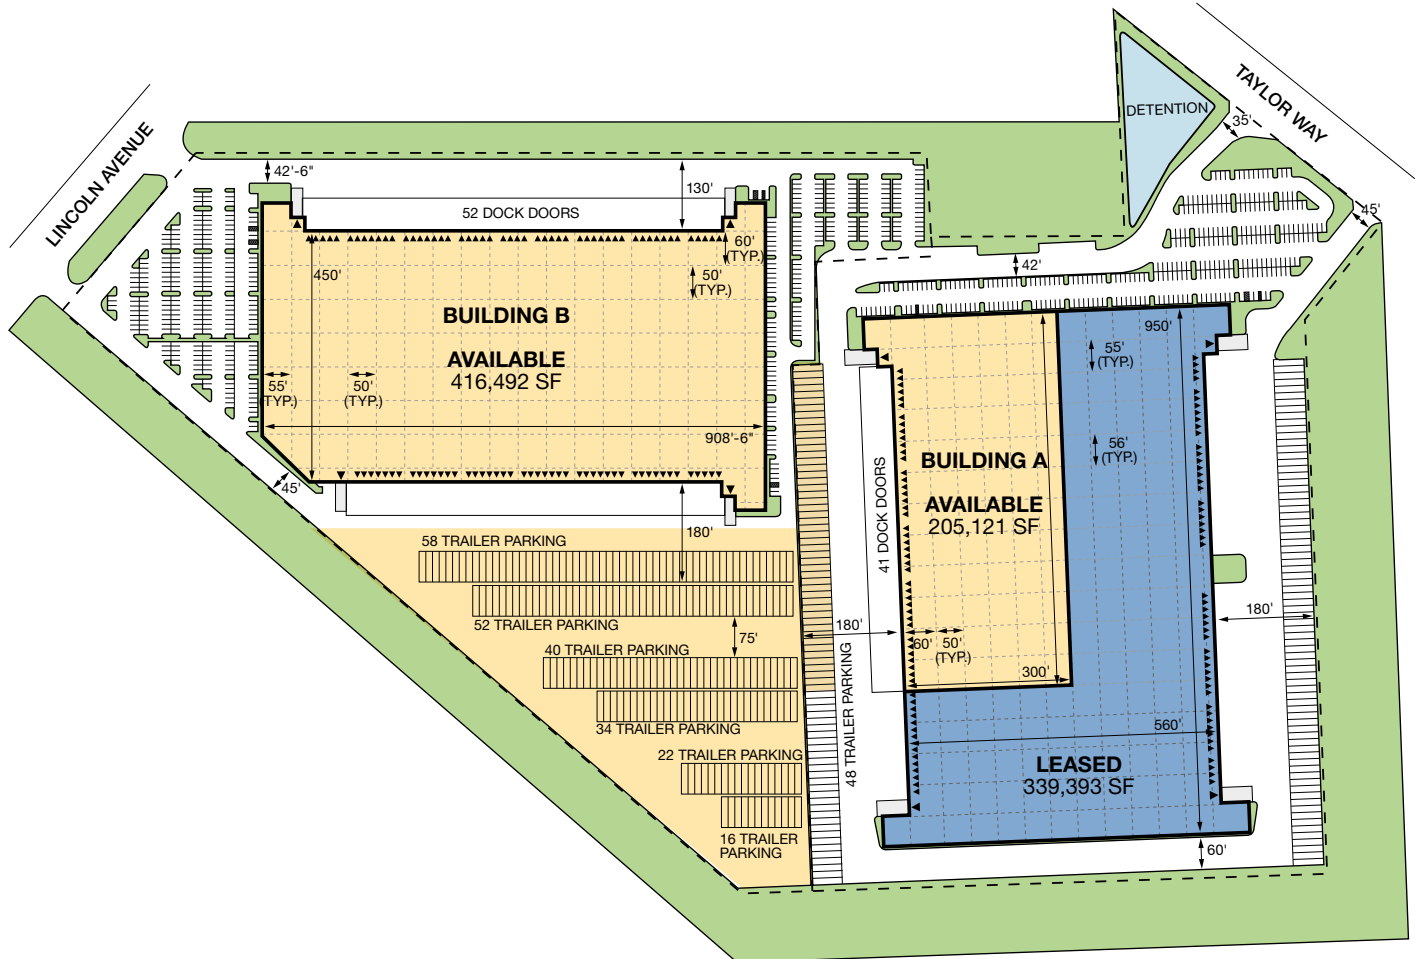 LINCOLN AVENUE
TAYLOR WAY
DETENTION
35'
45'
42'-6"
130'
52 DOCK DOORS
60'
(TYP.)
50'
(TYP.)
450'
BUILDING B
AVAILABLE
416,492 SF
55'
(TYP.)
50'
(TYP.)
908'-6"
45'
180'
58 TRAILER PARKING
52 TRAILER PARKING
75'
40 TRAILER PARKING
34 TRAILER PARKING
22 TRAILER PARKING
16 TRAILER
PARKING
42'
950'
55'
(TYP.)
56'
(TYP.)
BUILDING A
AVAILABLE
205,121 SF
41 DOCK DOORS
180'
60'
50'
(TYP.)
300'
180'
48 TRAILER PARKING
560'
LEASED
339,393 SF
60'